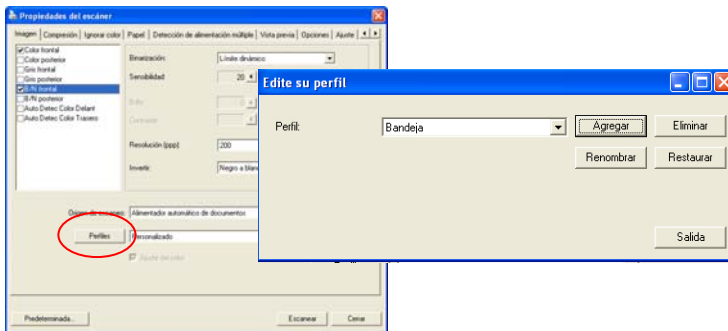 Propiedades del escáner
Imagen Compresión Ignorar color Papel Detección de alimentación múltiple Vista previa Opciones Ajuste
Color frontal
Color posterior
Gris frontal
Gris posterior
B/N frontal
B/N posterior
Auto Detec Color Delant
Auto Detec Color Trasero
Binarización:
Límite dinámico
Sensibilidad:
20
Brillo:
0
Contraste:
Resolución (ppp):
200
Invertir:
Negro a blan
Origen de escaneo:
Alimentador automático de documentos
Perfiles
Personalizado
Ajuste de color
Predeterminada...
Escanear
Cerrar
Edite su perfil
Perfil:
Bandeja
Agregar
Eliminar
Renombrar
Restaurar
Salida